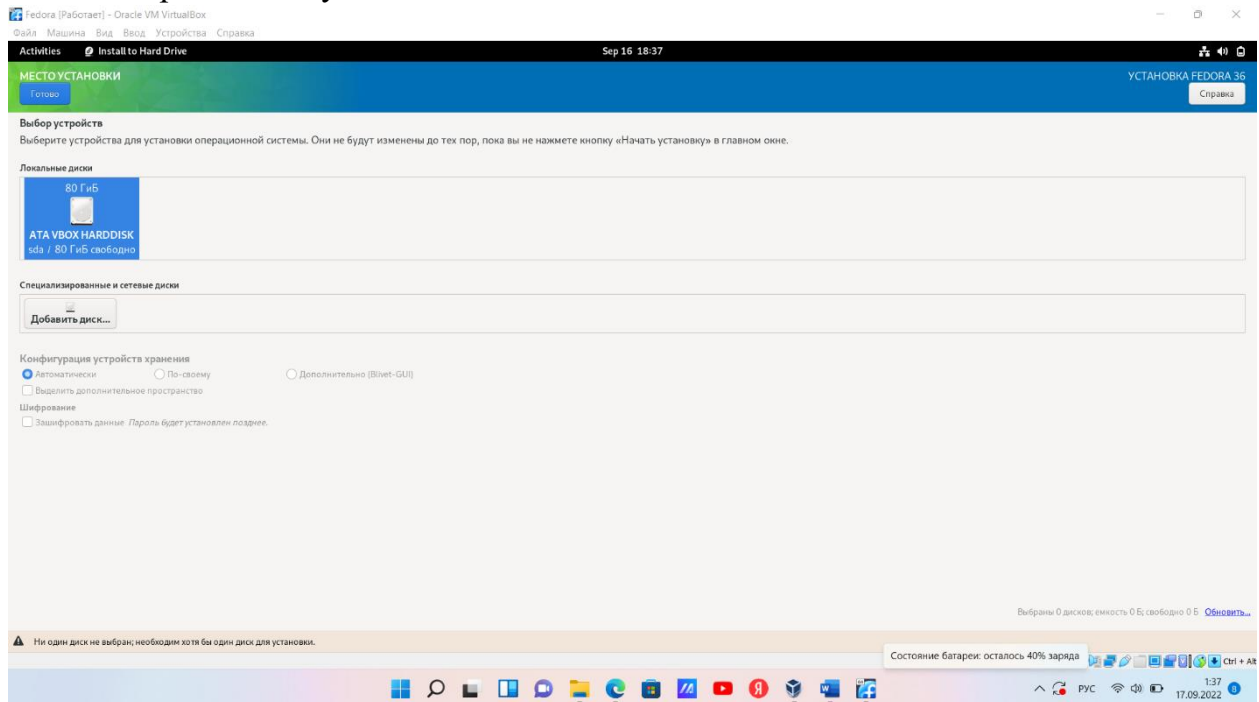 Fedora [Работает] - Oracle VM VirtualBox
Файл Машина Вид Ввод Устройства Справка
Activities Install to Hard Drive Sep 16 18:37
МЕСТО УСТАНОВКИ УСТАНОВКА FEDORA 36
Готово Справка
Выбор устройств
Выберите устройства для установки операционной системы. Они не будут изменены до тех пор, пока вы не нажмете кнопку «Начать установку» в главном окне.
Локальные диски
80 ГиБ
ATA VBOX HARDDISK
sda / 80 ГиБ свободно
Специализированные и сетевые диски
Добавить диск...
Конфигурация устройств хранения
Автоматически По-своему Дополнительно (Blivet-GUI)
Выделить дополнительное пространство
Шифрование
Зашифровать данные Пароль будет установлен позднее.
Выбраны 0 дисков; емкость 0 Б; свободно 0 Б Обновить...
Ни один диск не выбран; необходим хотя бы один диск для установки.
Состояние батареи: осталось 40% заряда
Ctrl + Alt
РУС 1:37
17.09.2022 8